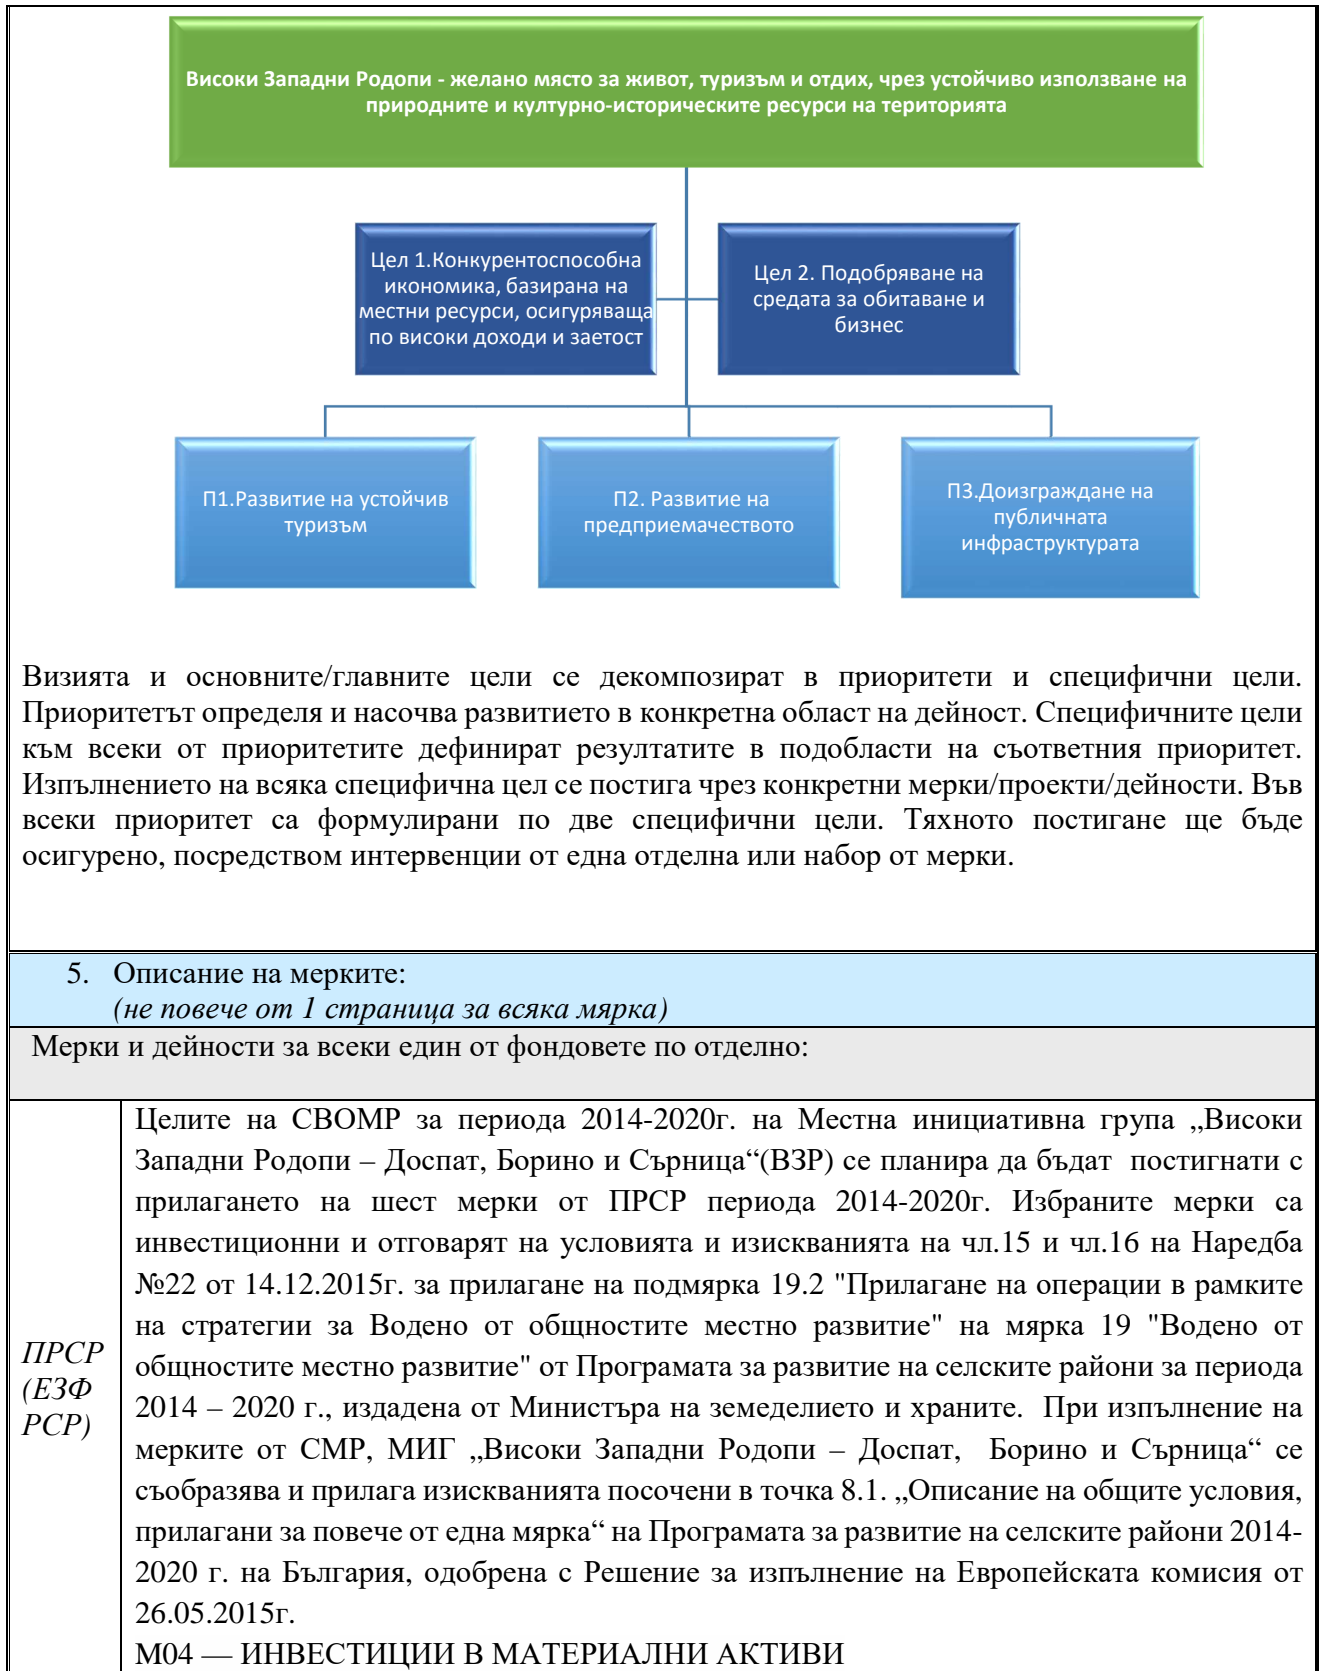 Високи Западни Родопи - желано място за живот, туризъм и отдих, чрез устойчиво използване на
природните и културно-историческите ресурси на територията
Цел 1.Конкурентоспособна
икономика, базирана на
местни ресурси, осигуряваща
по високи доходи и заетост
Цел 2. Подобряване на
средата за обитаване и
бизнес
П1.Развитие на устойчив
туризъм
П2. Развитие на
предприемачеството
П3.Доизграждане на
публичната
инфраструктурата
Визията и основните/главните цели се декомпозират в приоритети и специфични цели.
Приоритетът определя и насочва развитието в конкретна област на дейност. Специфичните цели
към всеки от приоритетите дефинират резултатите в подобласти на съответния приоритет.
Изпълнението на всяка специфична цел се постига чрез конкретни мерки/проекти/дейности. Във
всеки приоритет са формулирани по две специфични цели. Тяхното постигане ще бъде
осигурено, посредством интервенции от една отделна или набор от мерки.
5. Описание на мерките:
(не повече от 1 страница за всяка мярка)
Мерки и дейности за всеки един от фондовете по отделно:
ПРСР
(ЕЗФ
РСР)
Целите на СВОМР за периода 2014-2020г. на Местна инициативна група „Високи
Западни Родопи – Доспат, Борино и Сърница“(ВЗР) се планира да бъдат постигнати с
прилагането на шест мерки от ПРСР периода 2014-2020г. Избраните мерки са
инвестиционни и отговарят на условията и изискванията на чл.15 и чл.16 на Наредба
№22 от 14.12.2015г. за прилагане на подмярка 19.2 "Прилагане на операции в рамките
на стратегии за Водено от общностите местно развитие" на мярка 19 "Водено от
общностите местно развитие" от Програмата за развитие на селските райони за периода
2014 – 2020 г., издадена от Министъра на земеделието и храните. При изпълнение на
мерките от СМР, МИГ „Високи Западни Родопи – Доспат, Борино и Сърница“ се
съобразява и прилага изискванията посочени в точка 8.1. „Описание на общите условия,
прилагани за повече от една мярка“ на Програмата за развитие на селските райони 2014-
2020 г. на България, одобрена с Решение за изпълнение на Европейската комисия от
26.05.2015г.
М04 — ИНВЕСТИЦИИ В МАТЕРИАЛНИ АКТИВИ